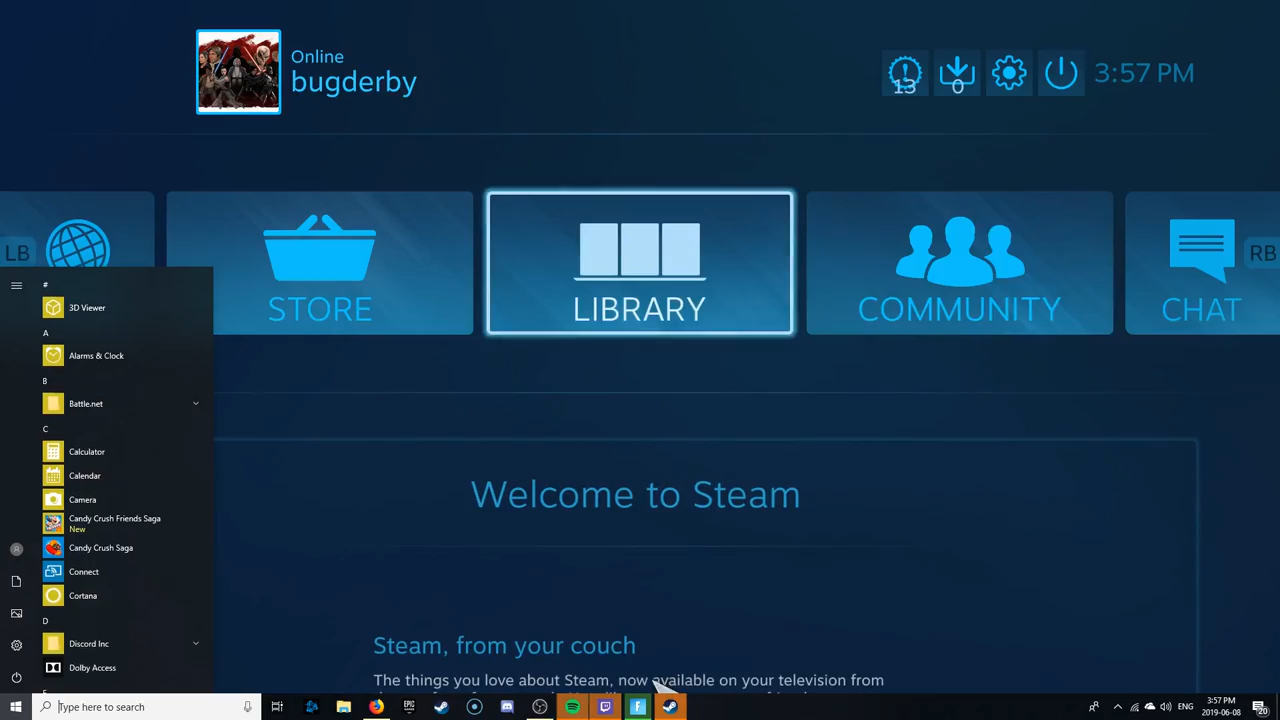 Online
bugderby
13
0
3:57 PM
LB
STORE
LIBRARY
COMMUNITY
CHAT
RB
#
3D Viewer
A
Alarms & Clock
B
Battle.net
C
Calculator
Calendar
Camera
Candy Crush Friends Saga
New
Candy Crush Saga
Connect
Cortana
D
Discord Inc
Dolby Access
Welcome to Steam
Steam, from your couch
The things you love about Steam, now available on your television from
Type here to search
EPIC
3:57 PM
2019-06-08
20